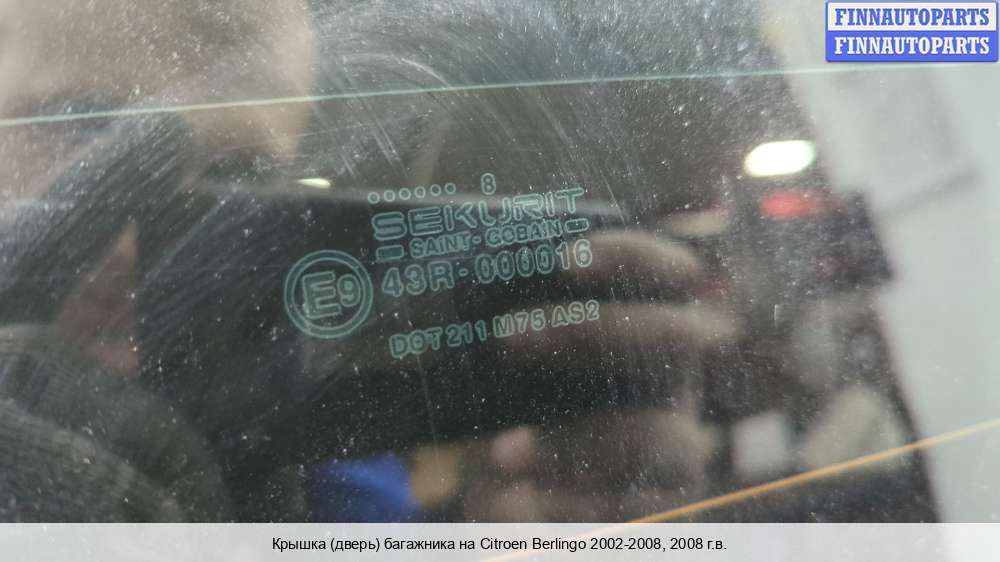 FINNAUTOPARTS
FINNAUTOPARTS
...... 8
SEKURIT
SAINT-GOBAIN
E9
43R-000016
DOT 211 M75 AS2
Крышка (дверь) багажника на Citroen Berlingo 2002-2008, 2008 г.в.